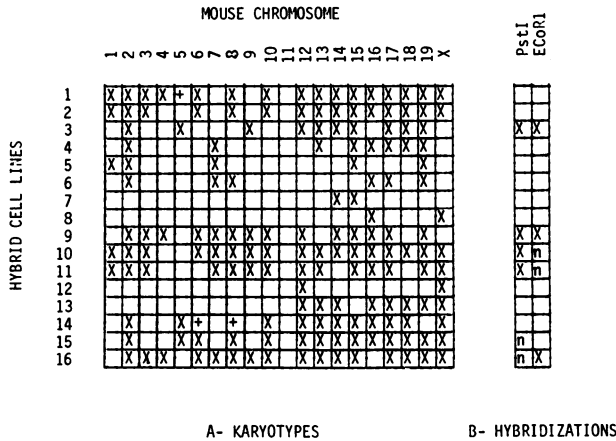 MOUSE CHROMOSOME
1 2 3 4 5 6 7 8 9 10 11 12 13 14 15 16 17 18 19 X
PstI
ECoR1
HYBRID CELL LINES
1 X X X X + X X X X X X X X X X X X
2 X X X X X X X X X X X X X X X
3 X X X X X X X X X X X X
4 X X X X X X X X
5 X X X X X
6 X X X X X X
7 X X
8 X X
9 X X X X X X X X X X X X X X X X X X
10 X X X X X X X X X X X X X X X X X X n
11 X X X X X X X X X X X X X X X n
12 X X
13 X X X X X X X X
14 X X + + X X X X X X X X X
15 X X X X X X X X X X X X X X n
16 X X X X X X X X X X X X X X X X n X
A- KARYOTYPES
B- HYBRIDIZATIONS